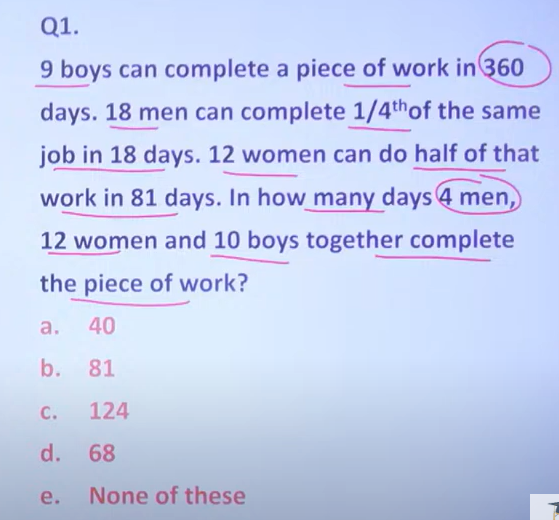 Q1.
9 boys can complete a piece of work in 360
days. 18 men can complete 1/4thof the same
job in 18 days. 12 women can do half of that
work in 81 days. In how many days 4 men,
12 women and 10 boys together complete
the piece of work?
a. 40
b. 81
c. 124
d. 68
e. None of these